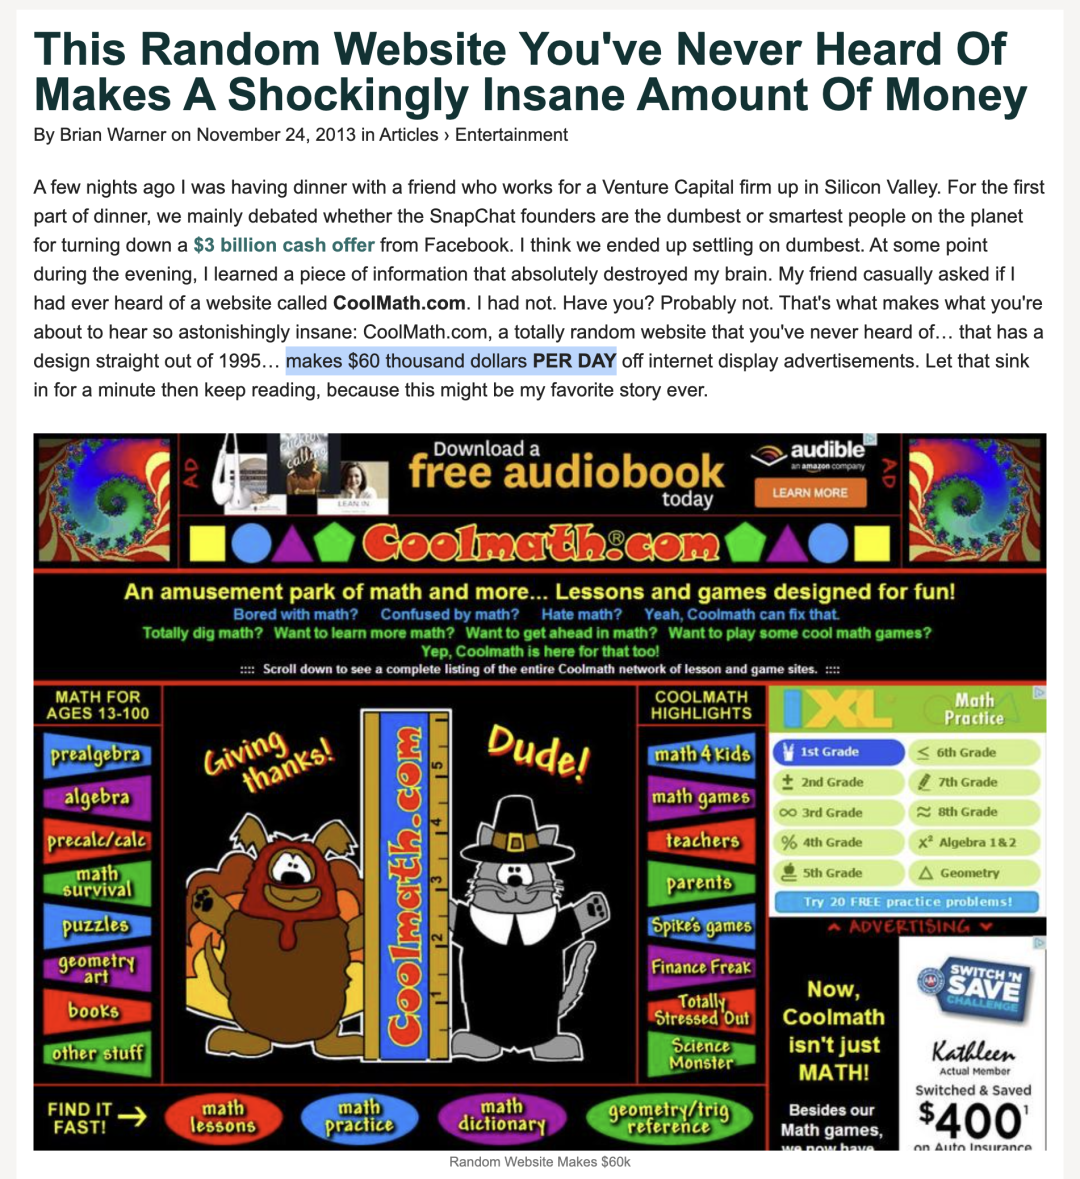 This Random Website You've Never Heard Of
Makes A Shockingly Insane Amount Of Money
By Brian Warner on November 24, 2013 in Articles › Entertainment
A few nights ago I was having dinner with a friend who works for a Venture Capital firm up in Silicon Valley. For the first
part of dinner, we mainly debated whether the SnapChat founders are the dumbest or smartest people on the planet
for turning down a $3 billion cash offer from Facebook. I think we ended up settling on dumbest. At some point
during the evening, I learned a piece of information that absolutely destroyed my brain. My friend casually asked if I
had ever heard of a website called CoolMath.com. I had not. Have you? Probably not. That's what makes what you're
about to hear so astonishingly insane: CoolMath.com, a totally random website that you've never heard of… that has a
design straight out of 1995… makes $60 thousand dollars PER DAY off internet display advertisements. Let that sink
in for a minute then keep reading, because this might be my favorite story ever.
AD
calling
LEAN IN
Download a
free audiobook
today
audible
an amazon company
LEARN MORE
AD
Coolmath®.com
An amusement park of math and more... Lessons and games designed for fun!
Bored with math? Confused by math? Hate math? Yeah, Coolmath can fix that.
Totally dig math? Want to learn more math? Want to get ahead in math? Want to play some cool math games?
Yep, Coolmath is here for that too!
:::: Scroll down to see a complete listing of the entire Coolmath network of lesson and game sites. ::::
MATH FOR
AGES 13-100
prealgebra
algebra
precalc/calc
math
survival
puzzles
geometry
art
books
other stuff
Giving
thanks!
Coolmath.com
5
4
3
2
1
Dude!
COOLMATH
HIGHLIGHTS
math 4 kids
math games
teachers
parents
Spike's games
Finance Freak
Totally
Stressed Out
Science
Monster
IXL
Math
Practice
1st Grade
≤ 6th Grade
± 2nd Grade
7th Grade
∞ 3rd Grade
≈ 8th Grade
% 4th Grade
x² Algebra 1&2
5th Grade
△ Geometry
Try 20 FREE practice problems!
ADVERTISING
Now,
Coolmath
isn't just
MATH!
Besides our
Math games,
we now have
SWITCH 'N
SAVE
CHALLENGE
Kathleen
Actual Member
Switched & Saved
$400¹
on Auto Insurance
FIND IT
FAST!
math
lessons
math
practice
math
dictionary
geometry/trig
reference
Random Website Makes $60k